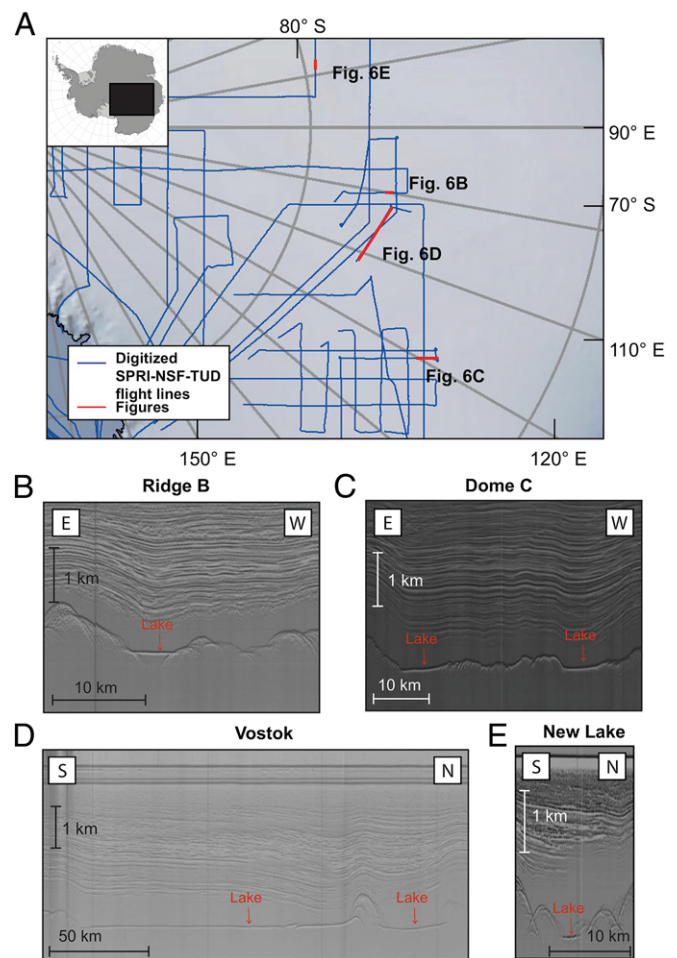 A
80° S
Fig. 6E
90° E
Fig. 6B
70° S
Fig. 6D
110° E
Fig. 6C
Digitized
SPRI-NSF-TUD
flight lines
Figures
150° E
120° E
B
Ridge B
E
W
1 km
Lake
10 km
C
Dome C
E
W
1 km
Lake
Lake
10 km
D
Vostok
S
N
1 km
Lake
Lake
50 km
E
New Lake
S
N
1 km
Lake
10 km